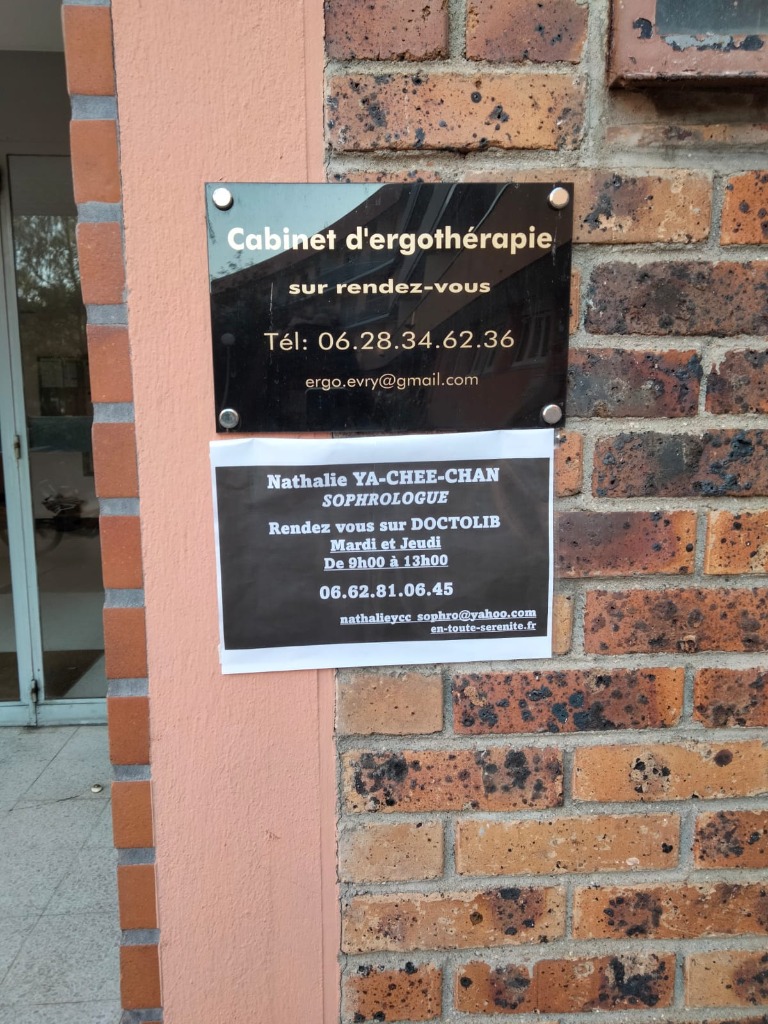 Cabinet d'ergothérapie
sur rendez-vous
Tél: 06.28.34.62.36
ergo.evry@gmail.com
Nathalie YA-CHEE-CHAN
SOPHROLOGUE
Rendez vous sur DOCTOLIB
Mardi et Jeudi
De 9h00 à 13h00
06.62.81.06.45
nathalieycc_sophro@yahoo.com
en-toute-serenite.fr